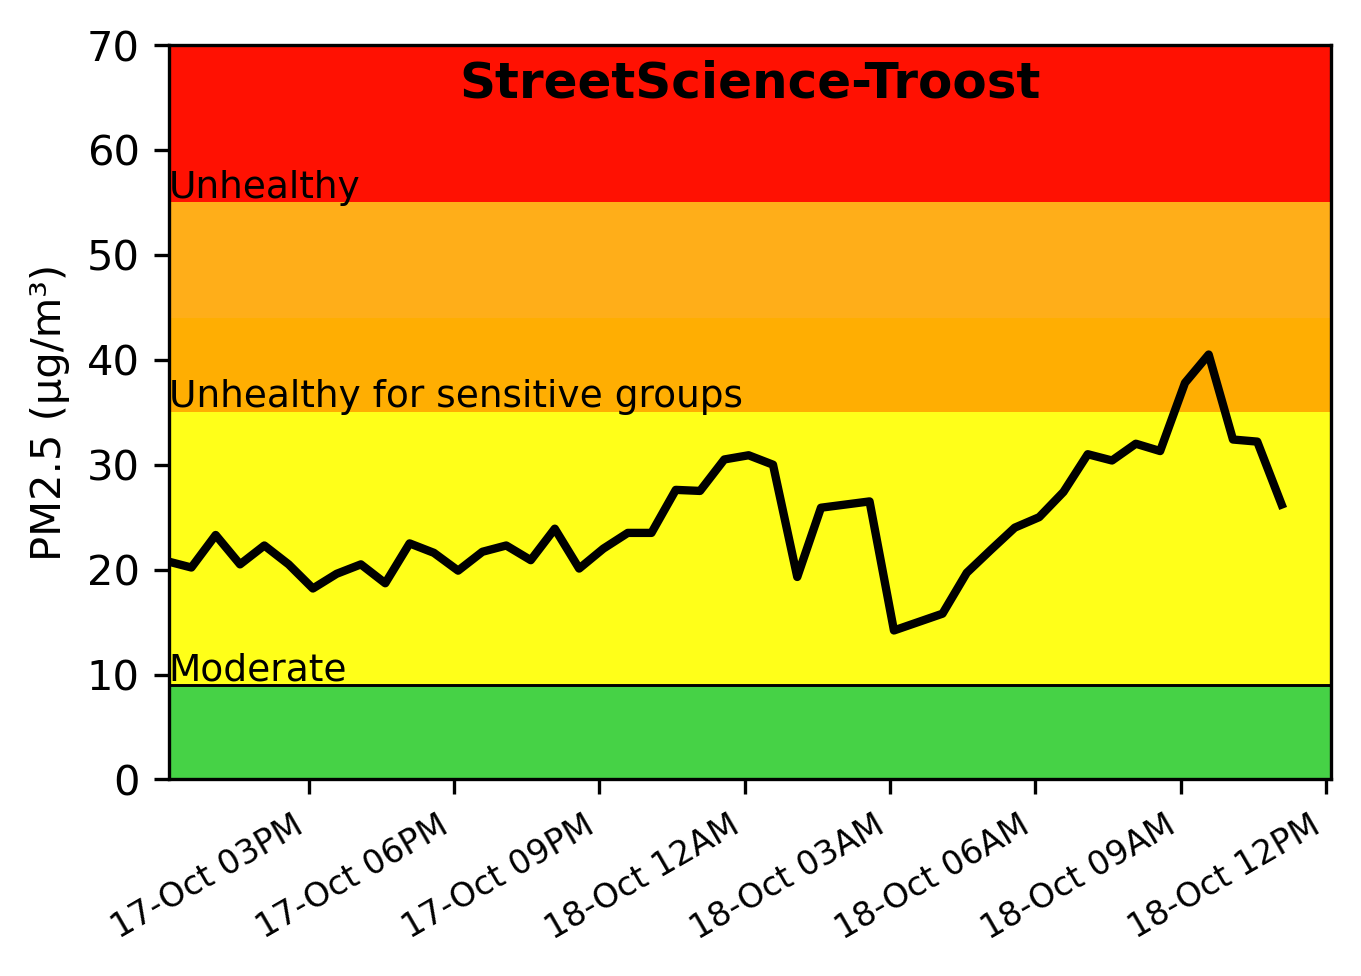 StreetScience-Troost
70
60
50
40
30
20
10
0
PM2.5 (µg/m³)
Unhealthy
Unhealthy for sensitive groups
Moderate
17-Oct 03PM
17-Oct 06PM
17-Oct 09PM
18-Oct 12AM
18-Oct 03AM
18-Oct 06AM
18-Oct 09AM
18-Oct 12PM